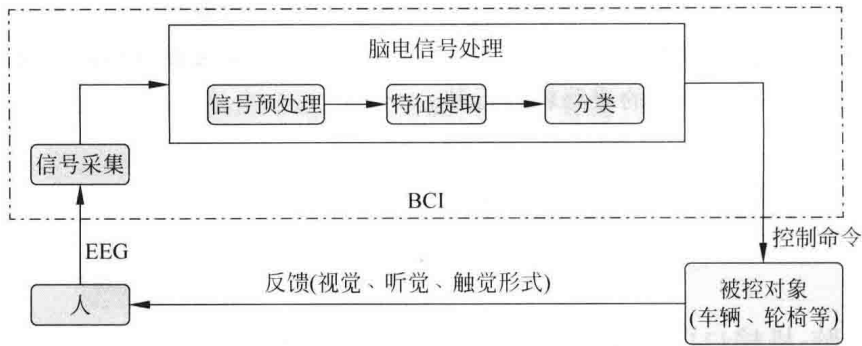 脑电信号处理
信号预处理
特征提取
分类
信号采集
BCI
EEG
控制命令
反馈(视觉、听觉、触觉形式)
人
被控对象
(车辆、轮椅等)